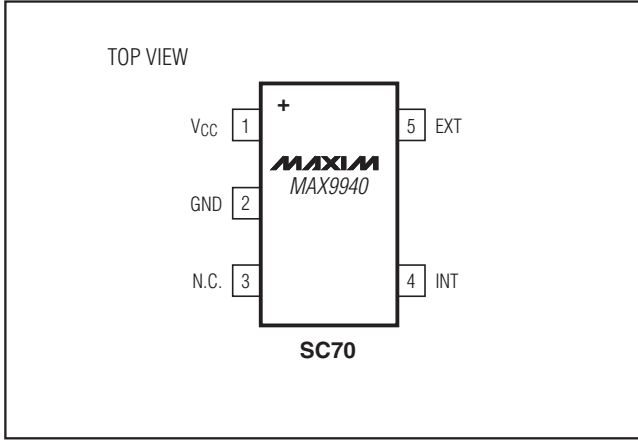 TOP VIEW
+
VCC 1
5 EXT
MAXIM
MAX9940
GND 2
N.C. 3
4 INT
SC70